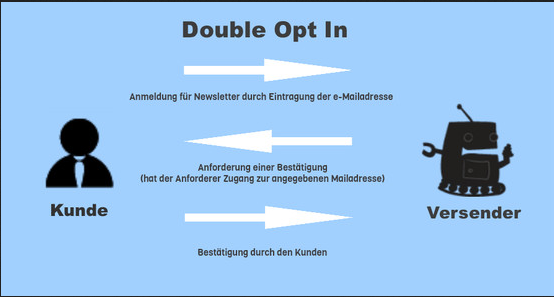 Double Opt In
Anmeldung für Newsletter durch Eintragung der e-Mailadresse
Anforderung einer Bestätigung
(hat der Anforderer Zugang zur angegebenen Mailadresse)
Kunde
Versender
Bestätigung durch den Kunden